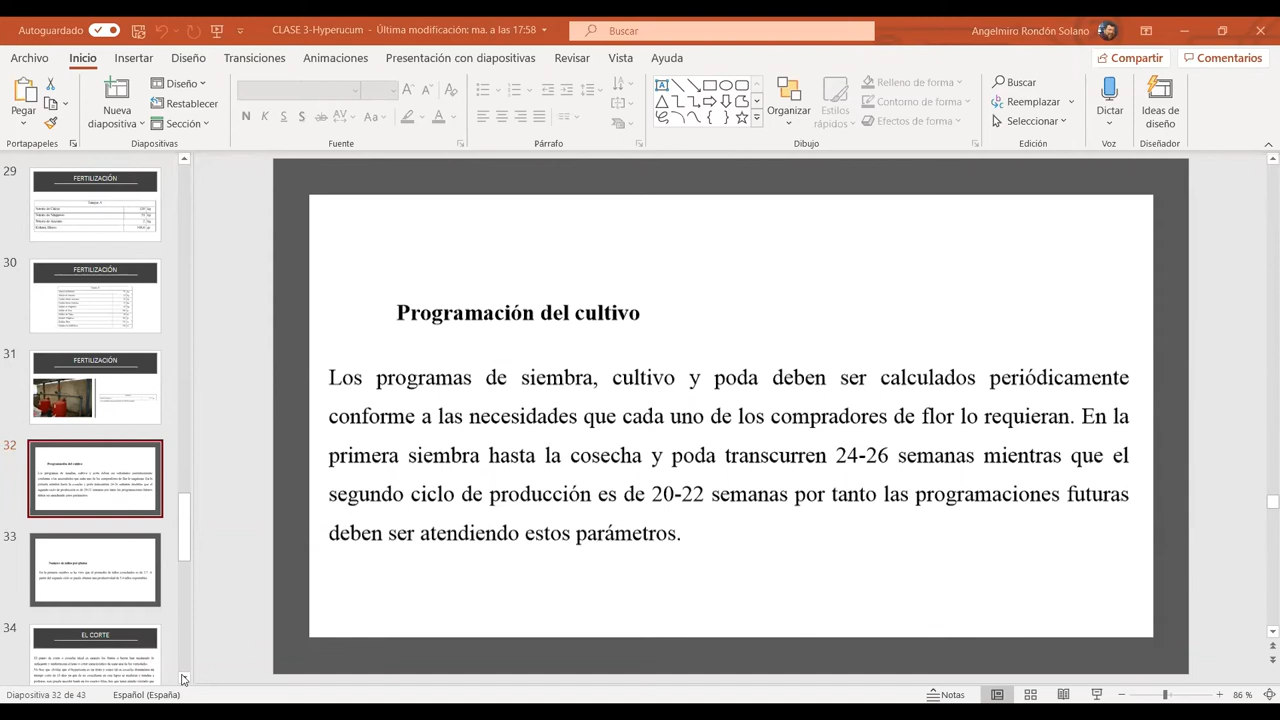 Autoguardado
CLASE 3-Hyperucum - Última modificación: ma. a las 17:58
Buscar
Angelmiro Rondón Solano
Archivo Inicio Insertar Diseño Transiciones Animaciones Presentación con diapositivas Revisar Vista Ayuda
Compartir Comentarios
Pegar
Nueva diapositiva
Diseño
Restablecer
Sección
Organizar
Estilos rápidos
Relleno de forma
Contorno de forma
Efectos de forma
Buscar
Reemplazar
Seleccionar
Dictar
Ideas de diseño
Portapapeles Diapositivas Fuente Párrafo Dibujo Edición Voz Diseñador
29
FERTILIZACIÓN
30
FERTILIZACIÓN
31
FERTILIZACIÓN
32
Programación del cultivo
33
34
EL CORTE
Programación del cultivo
Los programas de siembra, cultivo y poda deben ser calculados periódicamente
conforme a las necesidades que cada uno de los compradores de flor lo requieran. En la
primera siembra hasta la cosecha y poda transcurren 24-26 semanas mientras que el
segundo ciclo de producción es de 20-22 semanas por tanto las programaciones futuras
deben ser atendiendo estos parámetros.
Diapositiva 32 de 43 Español (España) Notas 86 %